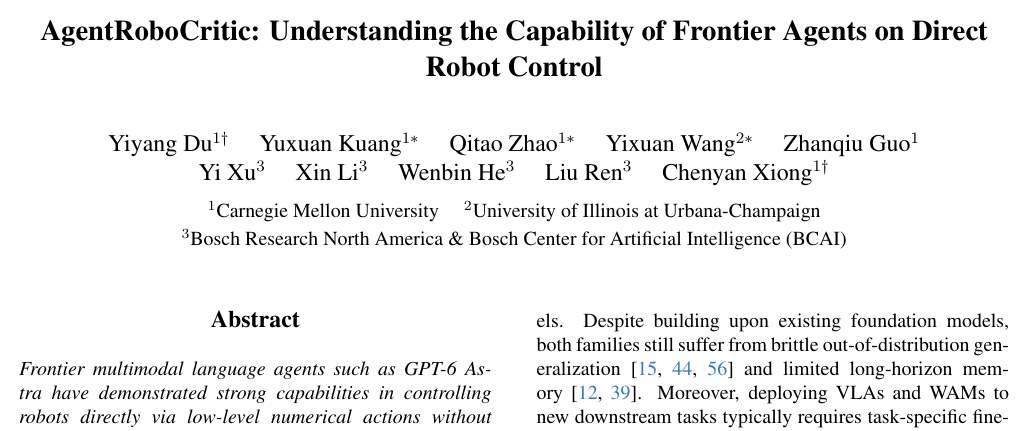 AgentRoboCritic: Understanding the Capability of Frontier Agents on Direct
Robot Control
Yiyang Du1† Yuxuan Kuang1∗ Qitao Zhao1∗ Yixuan Wang2∗ Zhanqiu Guo1
Yi Xu3 Xin Li3 Wenbin He3 Liu Ren3 Chenyan Xiong1†
1Carnegie Mellon University 2University of Illinois at Urbana-Champaign
3Bosch Research North America & Bosch Center for Artificial Intelligence (BCAI)
Abstract
Frontier multimodal language agents such as GPT-6 As-
tra have demonstrated strong capabilities in controlling
robots directly via low-level numerical actions without
els. Despite building upon existing foundation models,
both families still suffer from brittle out-of-distribution gen-
eralization [15, 44, 56] and limited long-horizon mem-
ory [12, 39]. Moreover, deploying VLAs and WAMs to
new downstream tasks typically requires task-specific fine-